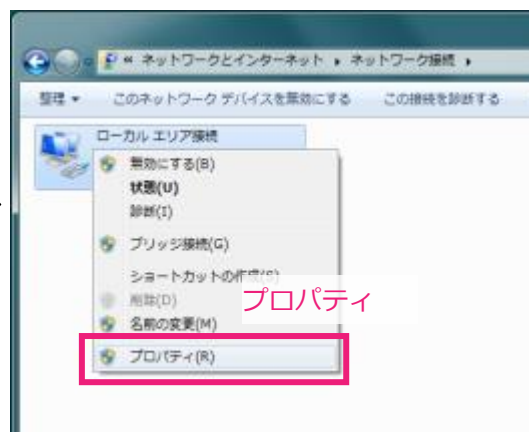 « ネットワークとインターネット ▸ ネットワーク接続 ▸
整理 ▾ このネットワーク デバイスを無効にする この接続を診断する
ローカル エリア接続
無効にする(B)
状態(U)
診断(I)
ブリッジ接続(G)
ショートカットの作成(S)
削除(D)
プロパティ
名前の変更(M)
プロパティ(R)